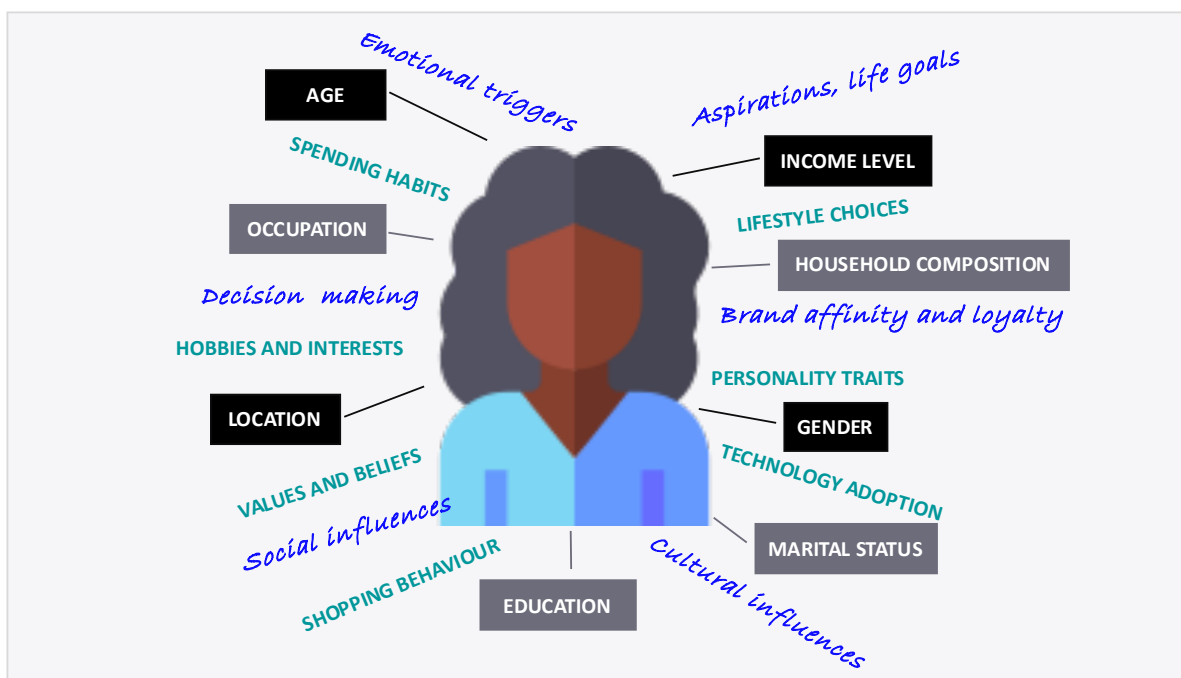 Emotional triggers
Aspirations, life goals
AGE
INCOME LEVEL
SPENDING HABITS
LIFESTYLE CHOICES
OCCUPATION
HOUSEHOLD COMPOSITION
Decision making
Brand affinity and loyalty
HOBBIES AND INTERESTS
PERSONALITY TRAITS
LOCATION
GENDER
VALUES AND BELIEFS
TECHNOLOGY ADOPTION
Social influences
MARITAL STATUS
SHOPPING BEHAVIOUR
EDUCATION
Cultural influences